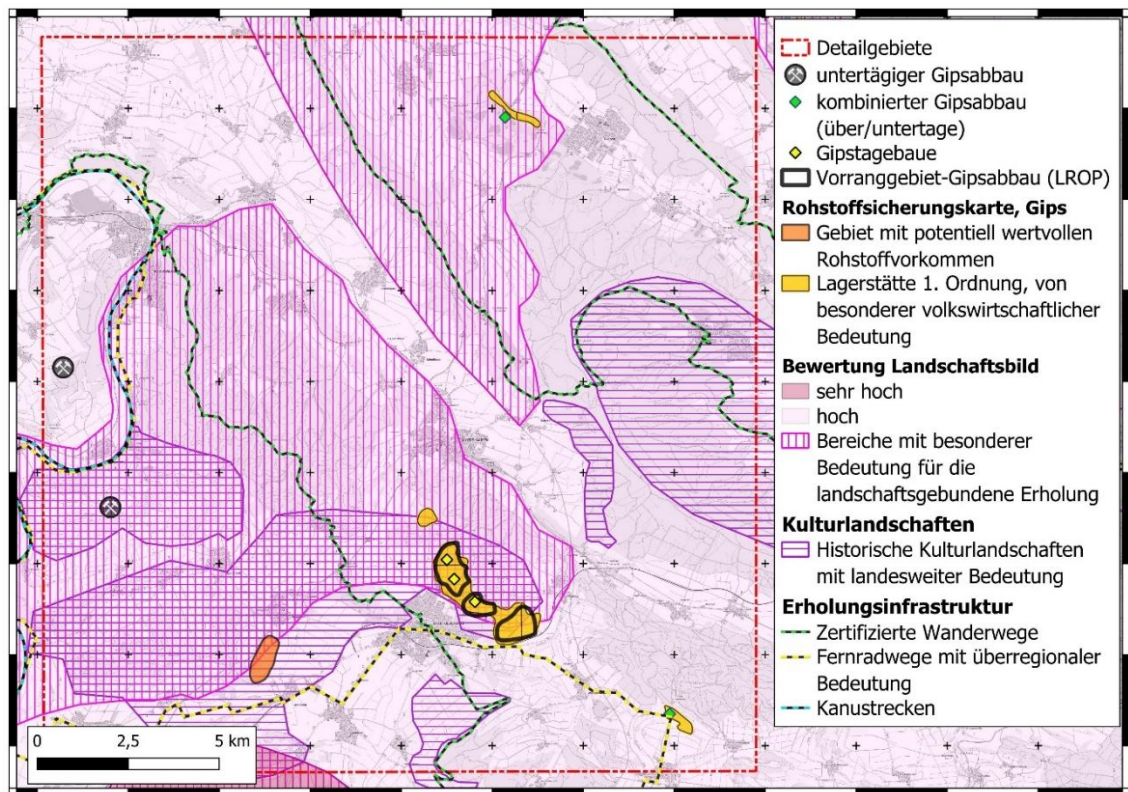 Detailgebiete
untertägiger Gipsabbau
kombinierter Gipsabbau
(über/untertage)
Gipstagebaue
Vorranggebiet-Gipsabbau (LROP)
Rohstoffsicherungskarte, Gips
Gebiet mit potentiell wertvollen
Rohstoffvorkommen
Lagerstätte 1. Ordnung, von
besonderer volkswirtschaftlicher
Bedeutung
Bewertung Landschaftsbild
sehr hoch
hoch
Bereiche mit besonderer
Bedeutung für die
landschaftsgebundene Erholung
Kulturlandschaften
Historische Kulturlandschaften
mit landesweiter Bedeutung
Erholungsinfrastruktur
Zertifizierte Wanderwege
Fernradwege mit überregionaler
Bedeutung
Kanustrecken
0 2,5 5 km